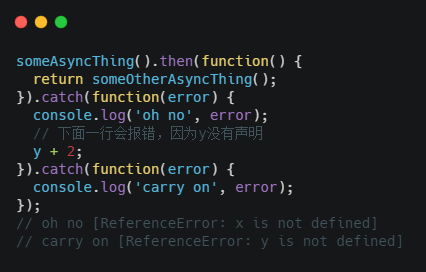 someAsyncThing().then(function() {
  return someOtherAsyncThing();
}).catch(function(error) {
  console.log('oh no', error);
  // 下面一行会报错，因为y没有声明
  y + 2;
}).catch(function(error) {
  console.log('carry on', error);
});
// oh no [ReferenceError: x is not defined]
// carry on [ReferenceError: y is not defined]